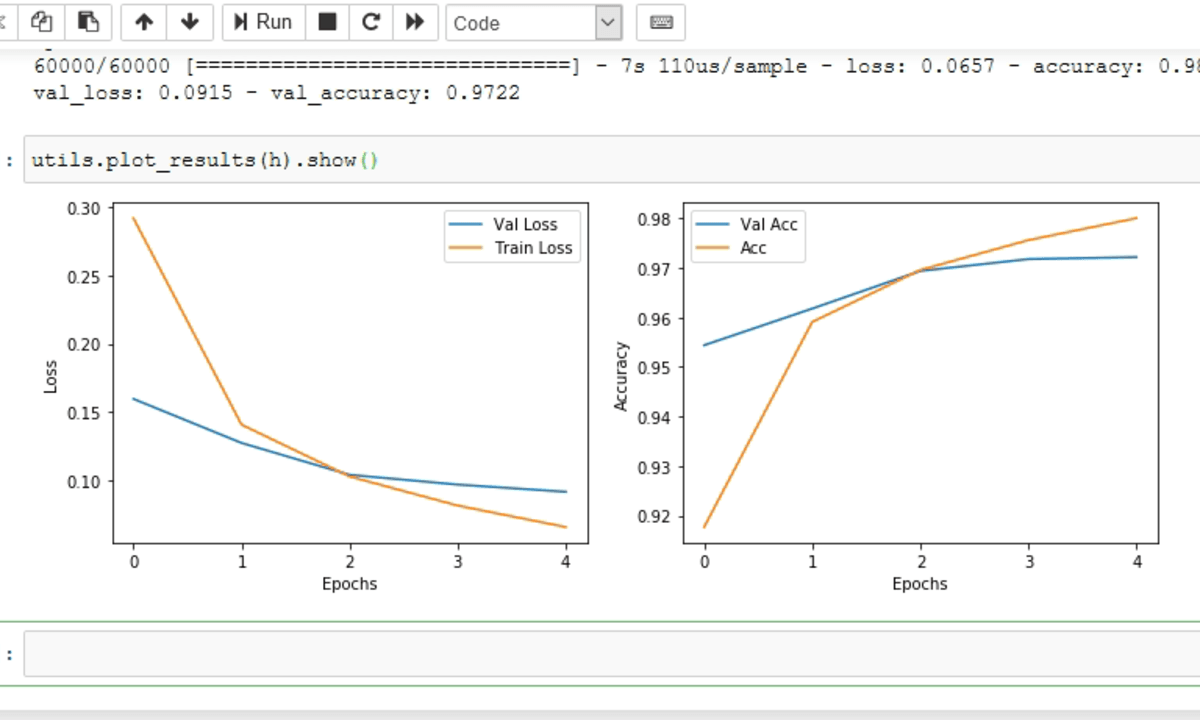 Run
Code
60000/60000 [==============================] - 7s 110us/sample - loss: 0.0657 - accuracy: 0.98
val_loss: 0.0915 - val_accuracy: 0.9722
: utils.plot_results(h).show()
0.30
0.25
0.20
0.15
0.10
Loss
Val Loss
Train Loss
0 1 2 3 4
Epochs
0.98
0.97
0.96
0.95
0.94
0.93
0.92
Accuracy
Val Acc
Acc
0 1 2 3 4
Epochs
: